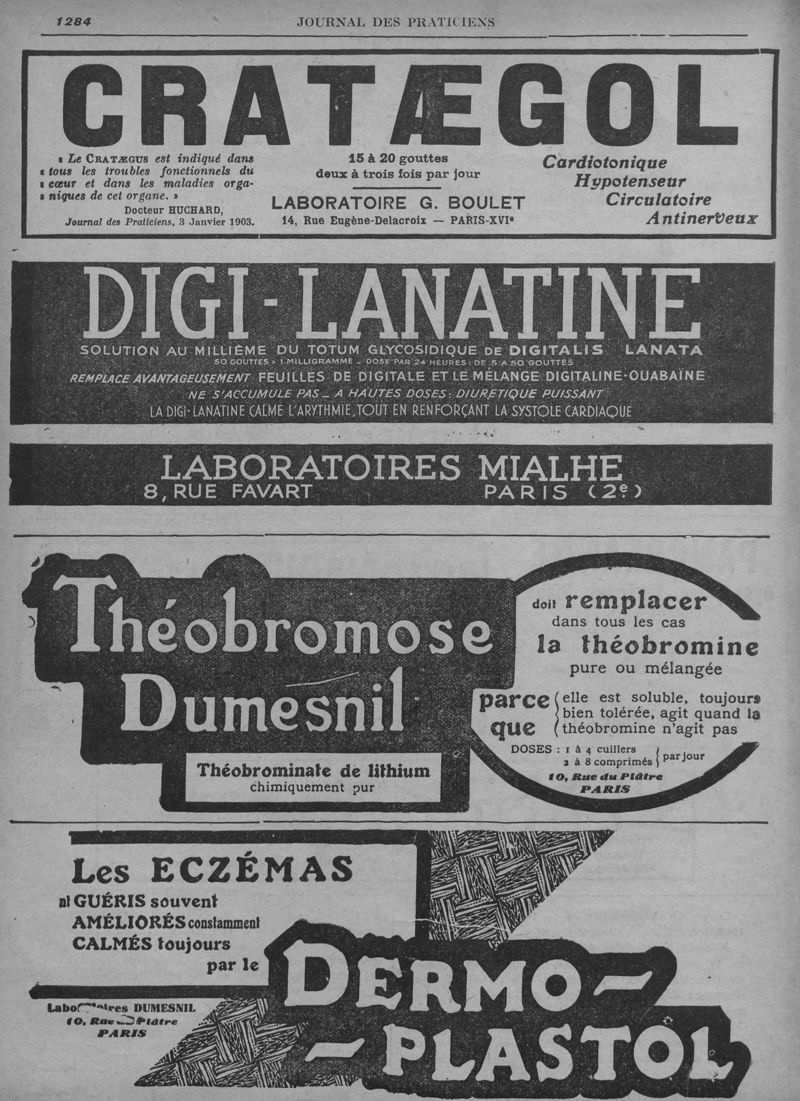 1284
JOURNAL DES PRATICIENS
CRATÆGOL
« Le CRATÆGUS est indiqué dans
« tous les troubles fonctionnels du
« cœur et dans les maladies orga-
« niques de cet organe. »
Docteur HUCHARD,
Journal des Praticiens, 3 Janvier 1903.
15 à 20 gouttes
deux à trois fois par jour
LABORATOIRE G. BOULET
14, Rue Eugène-Delacroix — PARIS-XVIe
Cardiotonique
Hypotenseur
Circulatoire
Antinerveux
DIGI-LANATINE
SOLUTION AU MILLIÈME DU TOTUM GLYCOSIDIQUE DE DIGITALIS LANATA
50 GOUTTES = 1 MILLIGRAMME - DOSE PAR 24 HEURES: DE 5 A 50 GOUTTES
REMPLACE AVANTAGEUSEMENT FEUILLES DE DIGITALE ET LE MÉLANGE DIGITALINE-OUABAÏNE
NE S'ACCUMULE PAS _ A HAUTES DOSES: DIURETIQUE PUISSANT
LA DIGI-LANATINE CALME L'ARYTHMIE, TOUT EN RENFORÇANT LA SYSTOLE CARDIAQUE
LABORATOIRES MIALHE
8, RUE FAVART PARIS (2e)
Théobromose
Dumesnil
Théobrominate de lithium
chimiquement pur
doit remplacer
dans tous les cas
la théobromine
pure ou mélangée
parce que
elle est soluble, toujours
bien tolérée, agit quand la
théobromine n'agit pas
DOSES : 1 à 4 cuillers
2 à 8 comprimés
par jour
10, Rue du Plâtre
PARIS
Les ECZÉMAS
GUÉRIS souvent
AMÉLIORÉS constamment
CALMÉS toujours
par le
DERMO-
-PLASTOL
DUMESNIL
10, Rue Plâtre
PARIS